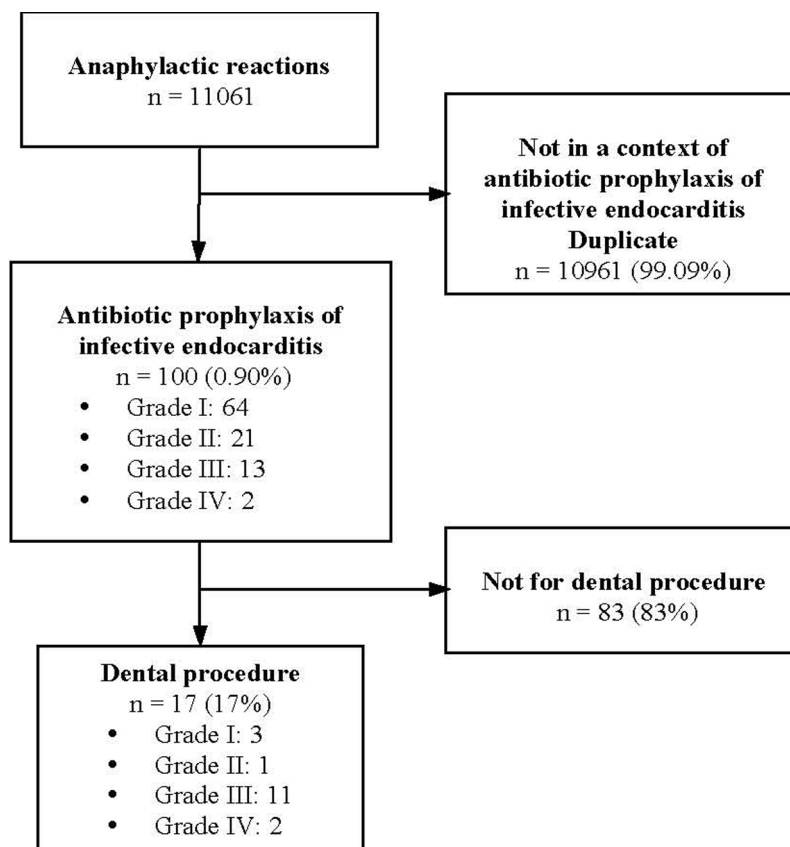 Anaphylactic reactions
n = 11061
Not in a context of
antibiotic prophylaxis of
infective endocarditis
Duplicate
n = 10961 (99.09%)
Antibiotic prophylaxis of
infective endocarditis
n = 100 (0.90%)
• Grade I: 64
• Grade II: 21
• Grade III: 13
• Grade IV: 2
Not for dental procedure
n = 83 (83%)
Dental procedure
n = 17 (17%)
• Grade I: 3
• Grade II: 1
• Grade III: 11
• Grade IV: 2